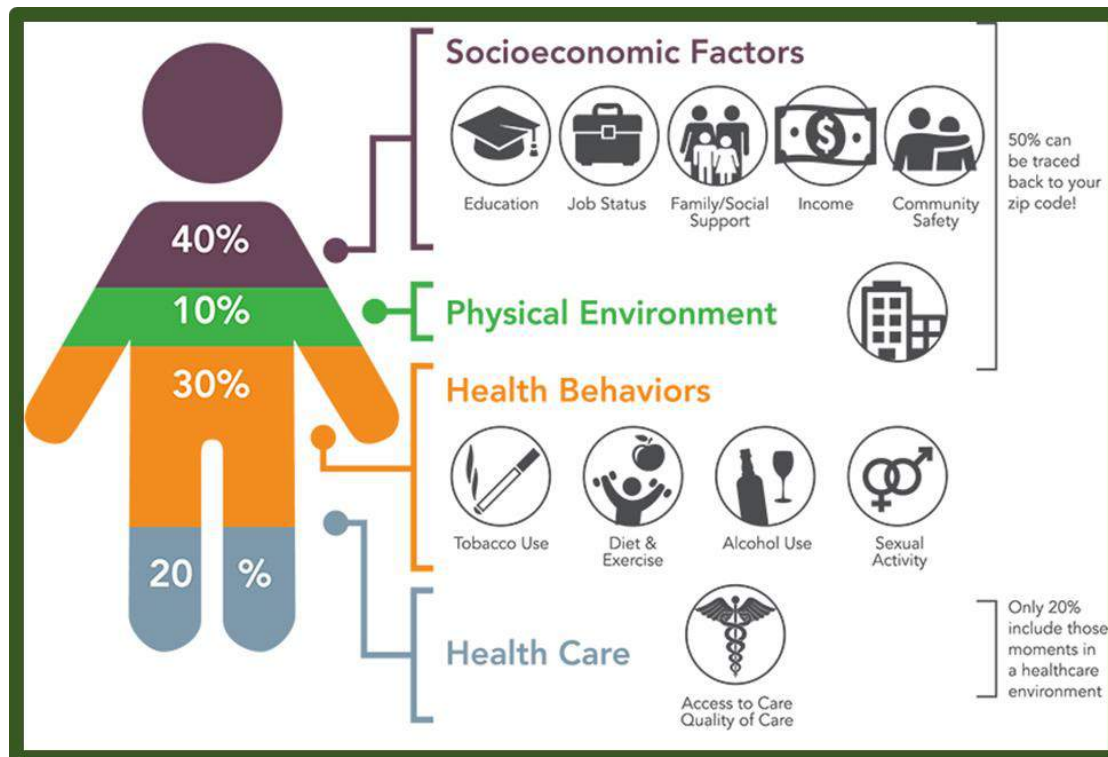 Socioeconomic Factors
Education
Job Status
Family/Social
Support
Income
Community
Safety
50% can
be traced
back to your
zip code!
40%
10%
Physical Environment
30%
Health Behaviors
Tobacco Use
Diet &
Exercise
Alcohol Use
Sexual
Activity
20 %
Health Care
Access to Care
Quality of Care
Only 20%
include those
moments in
a healthcare
environment